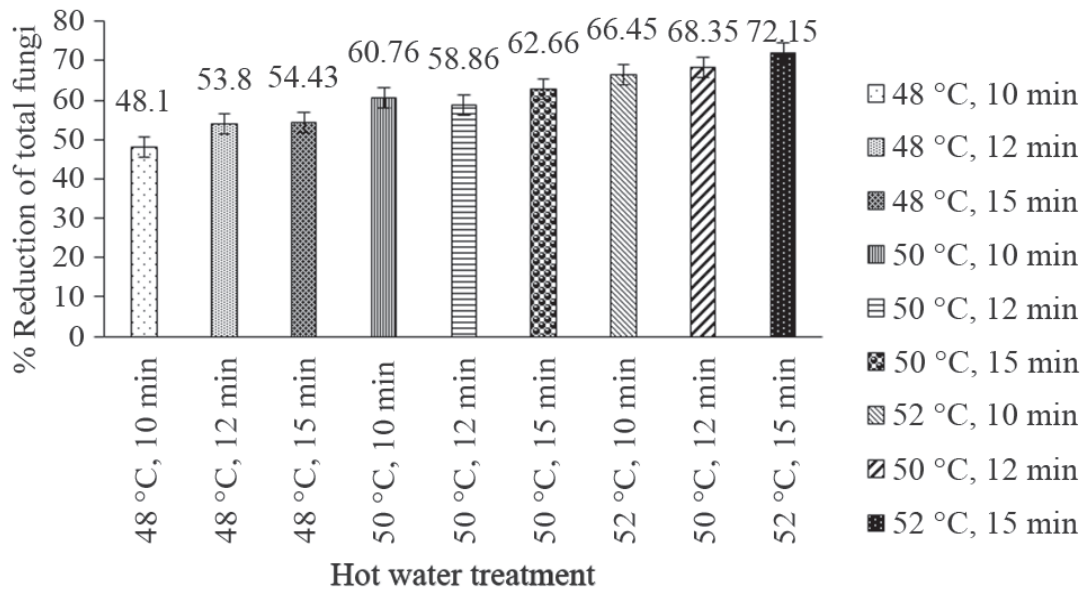 % Reduction of total fungi
80
70
60
50
40
30
20
10
0
48.1
53.8
54.43
60.76
58.86
62.66
66.45
68.35
72.15
48 °C, 10 min
48 °C, 12 min
48 °C, 15 min
50 °C, 10 min
50 °C, 12 min
50 °C, 15 min
52 °C, 10 min
50 °C, 12 min
52 °C, 15 min
Hot water treatment
48 °C, 10 min
48 °C, 12 min
48 °C, 15 min
50 °C, 10 min
50 °C, 12 min
50 °C, 15 min
52 °C, 10 min
50 °C, 12 min
52 °C, 15 min